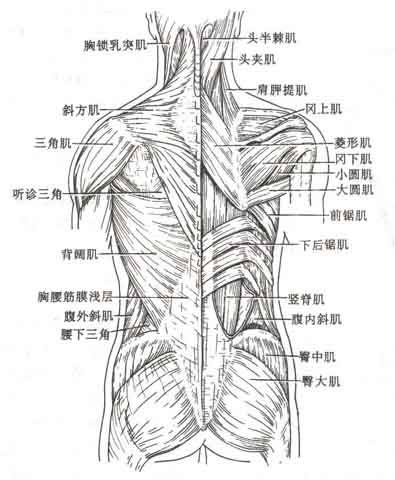 胸锁乳突肌
斜方肌
三角肌
听诊三角
背阔肌
胸腰筋膜浅层
腹外斜肌
腰下三角
头半棘肌
头夹肌
肩胛提肌
冈上肌
菱形肌
冈下肌
小圆肌
大圆肌
前锯肌
下后锯肌
竖脊肌
腹内斜肌
臀中肌
臀大肌